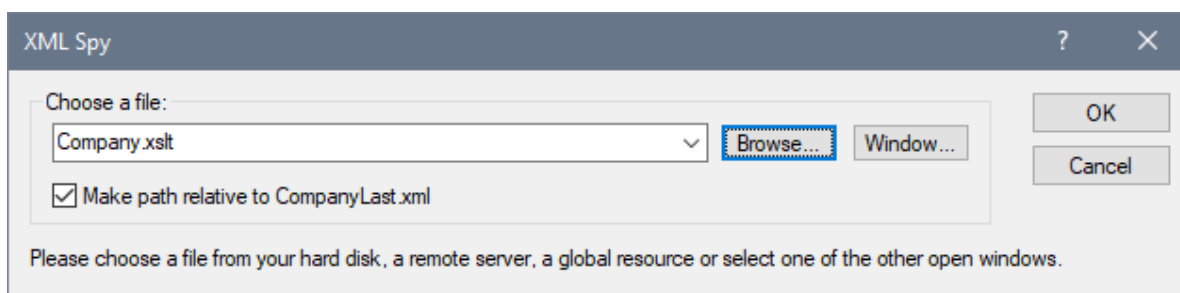 XML Spy
?
Choose a file:
Company.xslt
Browse...
Window...
OK
Cancel
Make path relative to CompanyLast.xml
Please choose a file from your hard disk, a remote server, a global resource or select one of the other open windows.